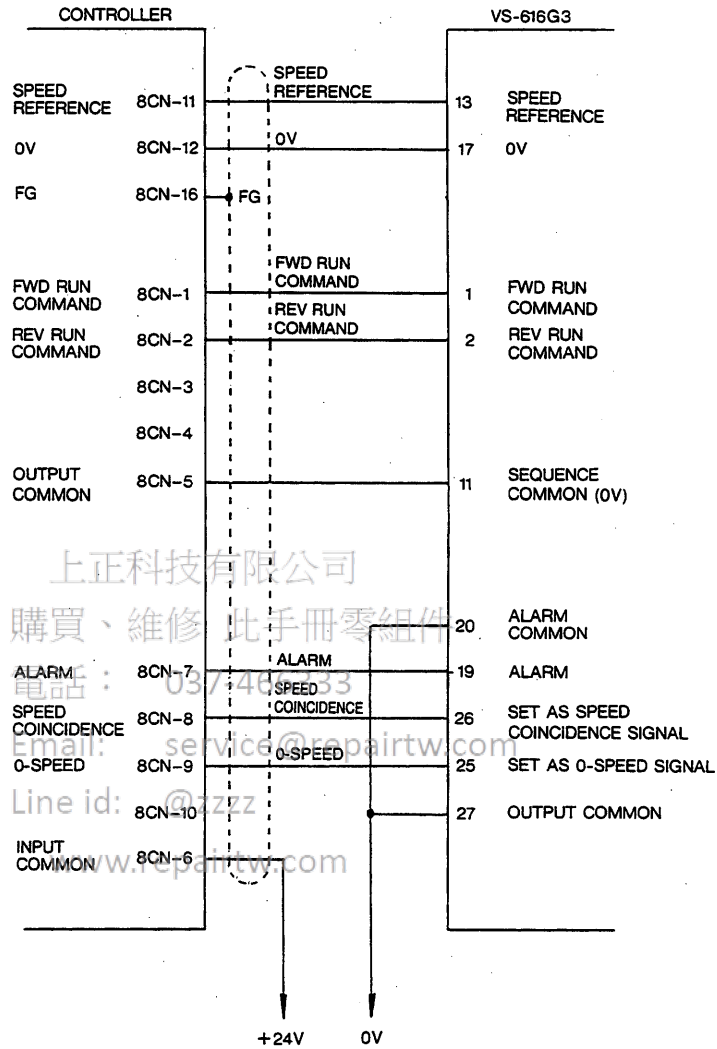 CONTROLLER
VS-616G3
SPEED
REFERENCE
8CN-11
SPEED
REFERENCE
13
SPEED
REFERENCE
0V
8CN-12
0V
17
0V
FG
8CN-16
FG
FWD RUN
COMMAND
8CN-1
FWD RUN
COMMAND
1
FWD RUN
COMMAND
REV RUN
COMMAND
8CN-2
REV RUN
COMMAND
2
REV RUN
COMMAND
8CN-3
8CN-4
OUTPUT
COMMON
8CN-5
11
SEQUENCE
COMMON (0V)
上正科技有限公司
購買、維修 此手冊零組件
20
ALARM
COMMON
ALARM
8CN-7
ALARM
19
ALARM
電話： 037-466333
SPEED
COINCIDENCE
8CN-8
SPEED
COINCIDENCE
26
SET AS SPEED
COINCIDENCE SIGNAL
Email: service@repairtw.com
0-SPEED
8CN-9
0-SPEED
25
SET AS 0-SPEED SIGNAL
Line id: @zzzz
8CN-10
27
OUTPUT COMMON
INPUT
COMMON
8CN-6
www.repairtw.com
+24V
0V